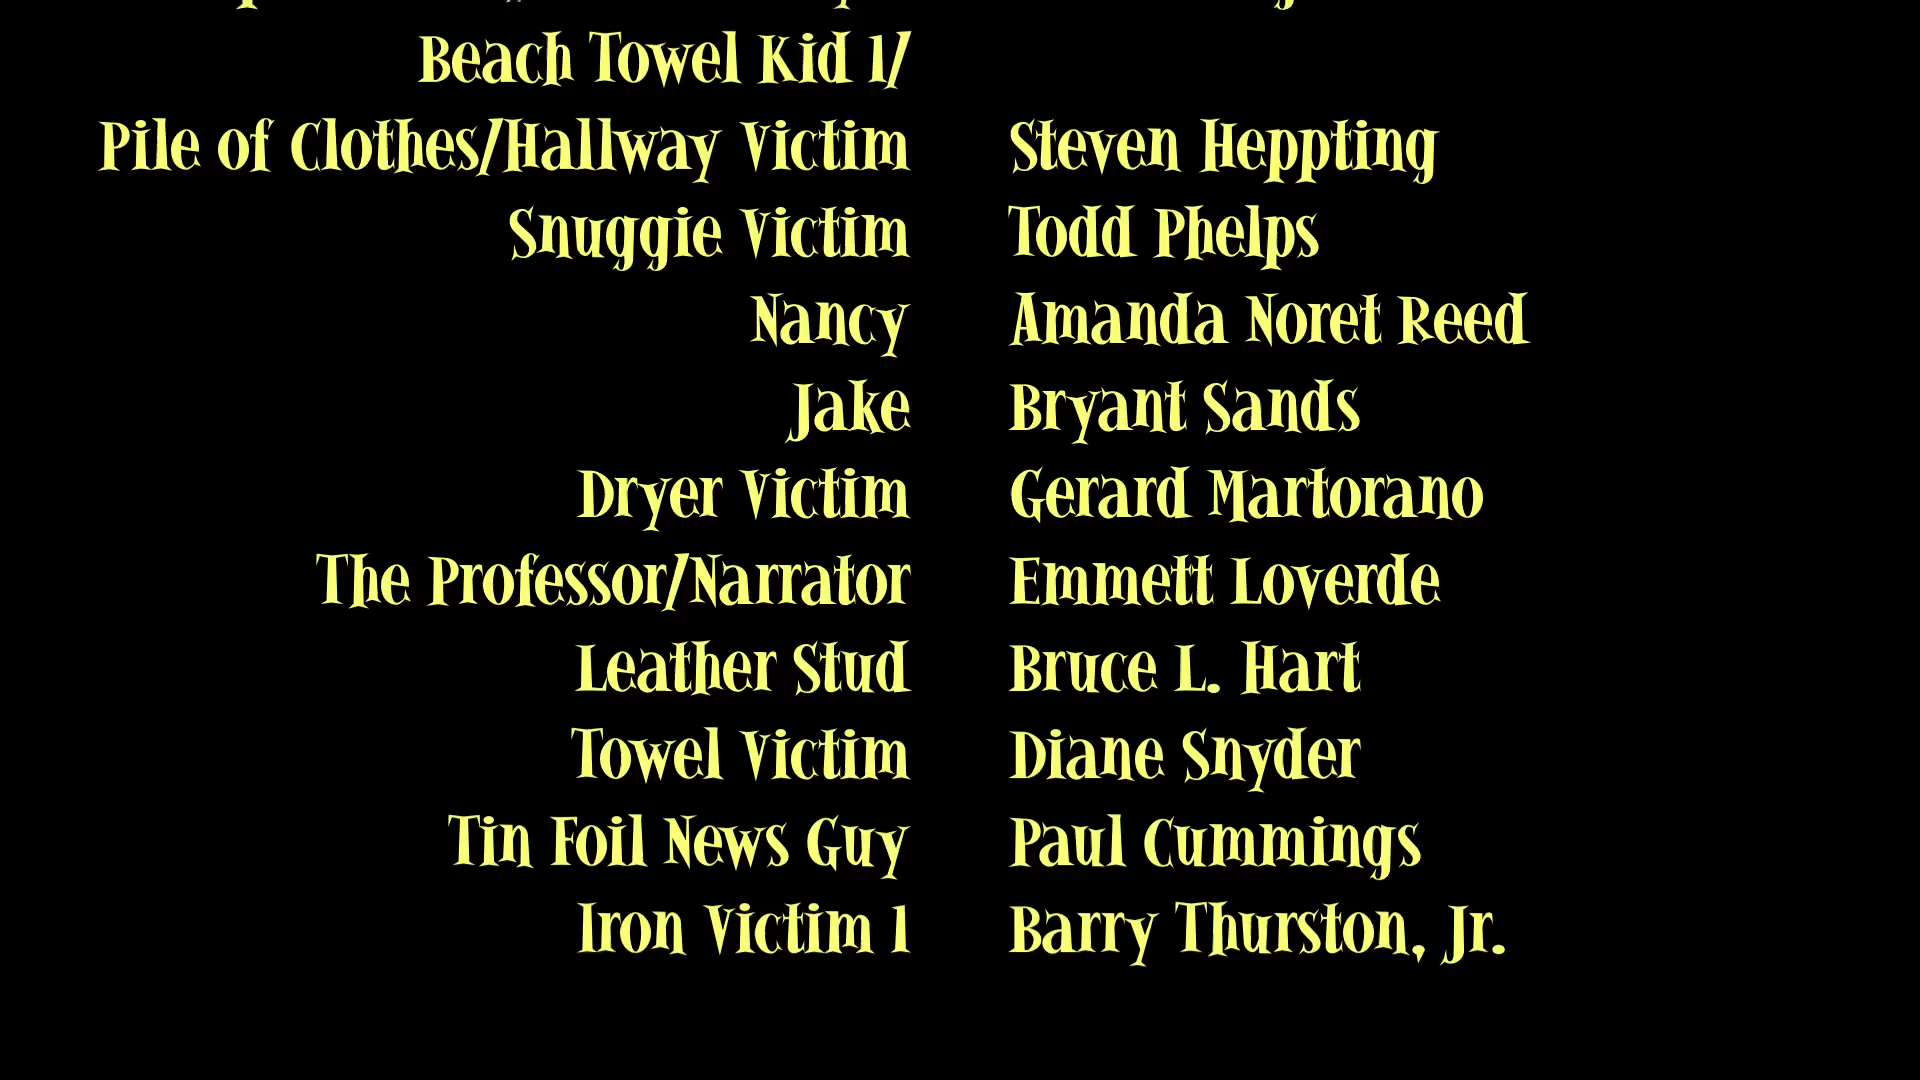 Beach Towel Kid 1/
Pile of Clothes/Hallway Victim Steven Heppting
Snuggie Victim Todd Phelps
Nancy Amanda Noret Reed
Jake Bryant Sands
Dryer Victim Gerard Martorano
The Professor/Narrator Emmett Loverde
Leather Stud Bruce L. Hart
Towel Victim Diane Snyder
Tin Foil News Guy Paul Cummings
Iron Victim 1 Barry Thurston, Jr.